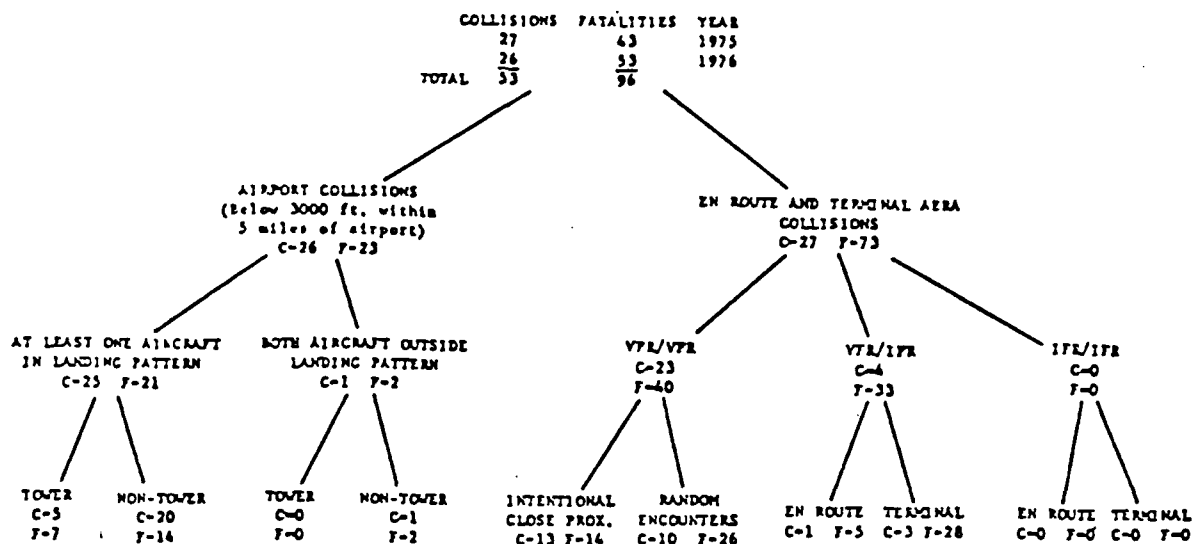 COLLISIONS FATALITIES YEAR
27 43 1975
26 53 1976
TOTAL 53 96
AIRPORT COLLISIONS
(Below 3000 ft. within
5 miles of airport)
C=26 F=23
EN ROUTE AND TERMINAL AERA
COLLISIONS
C=27 F=73
AT LEAST ONE AIRCRAFT
IN LANDING PATTERN
C=25 F=21
BOTH AIRCRAFT OUTSIDE
LANDING PATTERN
C=1 F=2
VFR/VFR
C=23
F=40
VFR/IFR
C=4
F=33
IFR/IFR
C=0
F=0
TOWER
C=5
F=7
NON-TOWER
C=20
F=14
TOWER
C=0
F=0
NON-TOWER
C=1
F=2
INTENTIONAL
CLOSE PROX.
C=13 F=14
RANDOM
ENCOUNTERS
C=10 F=26
EN ROUTE
C=1 F=5
TERMINAL
C=3 F=28
EN ROUTE
C=0 F=0
TERMINAL
C=0 F=0